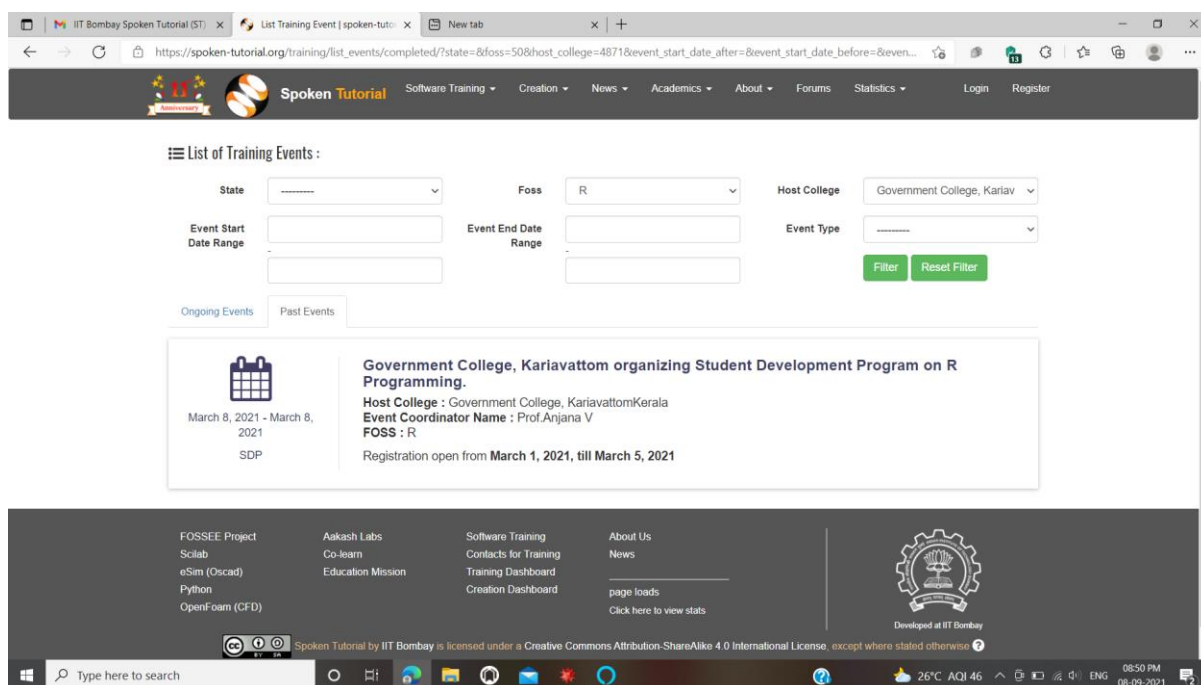 IIT Bombay Spoken Tutorial (ST)
List Training Event | spoken-tuto
New tab
https://spoken-tutorial.org/training/list_events/completed/?state=&foss=50&host_college=4871&event_start_date_after=&event_start_date_before=&even...
13
Anniversary
Spoken Tutorial
Software Training
Creation
News
Academics
About
Forums
Statistics
Login
Register
List of Training Events :
State
---------
Foss
R
Host College
Government College, Kariav
Event Start
Date Range
-
Event End Date
Range
-
Event Type
---------
Filter
Reset Filter
Ongoing Events
Past Events
March 8, 2021 - March 8,
2021
SDP
Government College, Kariavattom organizing Student Development Program on R
Programming.
Host College : Government College, KariavattomKerala
Event Coordinator Name : Prof.Anjana V
FOSS : R
Registration open from March 1, 2021, till March 5, 2021
FOSSEE Project
Scilab
eSim (Oscad)
Python
OpenFoam (CFD)
Aakash Labs
Co-learn
Education Mission
Software Training
Contacts for Training
Training Dashboard
Creation Dashboard
About Us
News
page loads
Click here to view stats
Developed at IIT Bombay
cc
BY SA
Spoken Tutorial by IIT Bombay is licensed under a Creative Commons Attribution-ShareAlike 4.0 International License, except where stated otherwise
Type here to search
26°C AQI 46
ENG
08:50 PM
08-09-2021